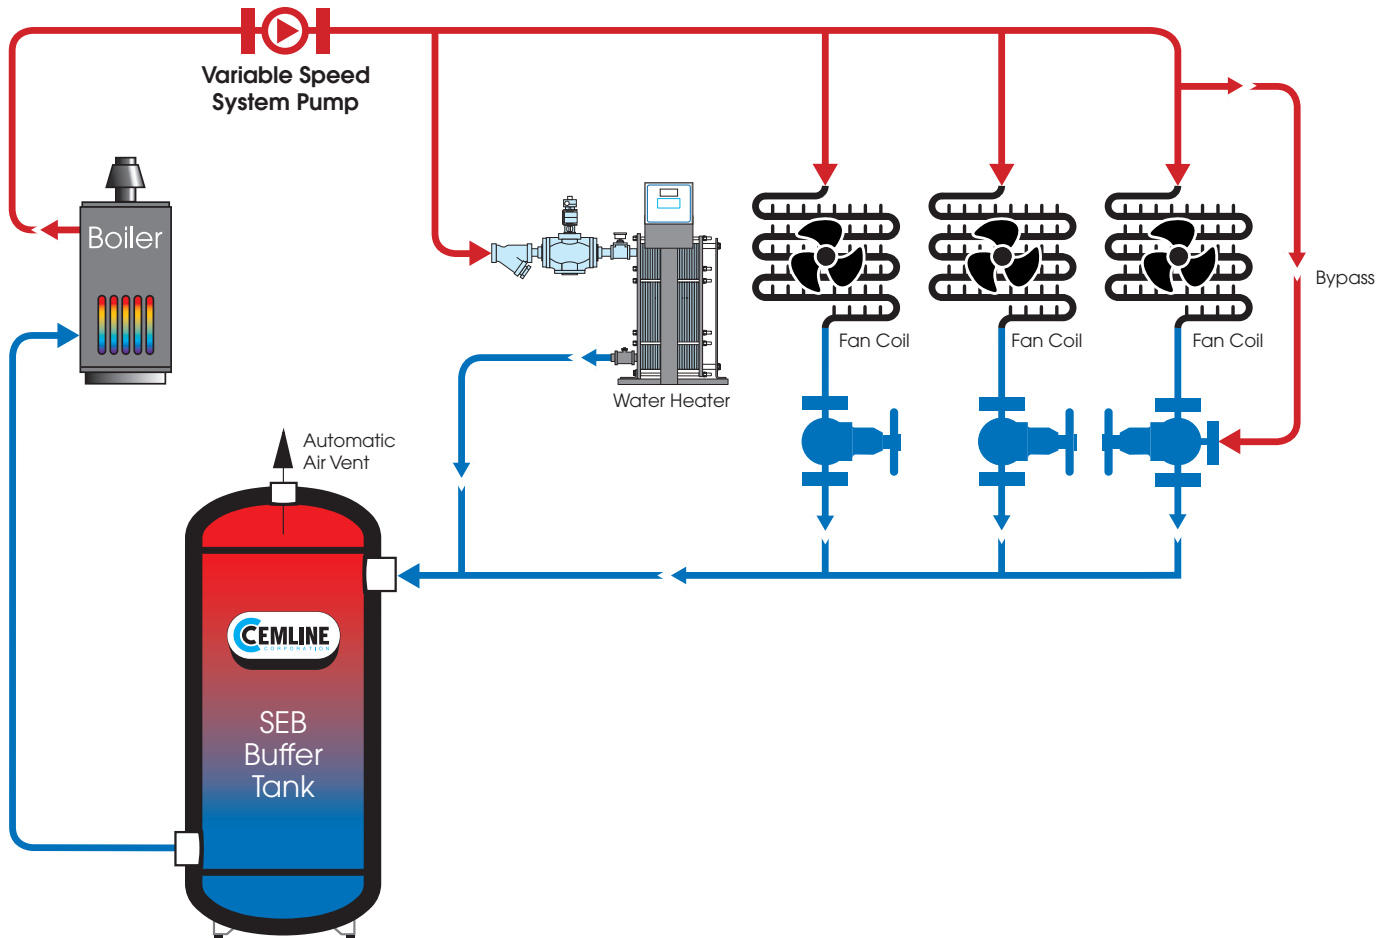 Variable Speed
System Pump
Boiler
Bypass
Fan Coil
Fan Coil
Fan Coil
Water Heater
Automatic
Air Vent
CEMLINE
CORPORATION
SEB
Buffer
Tank